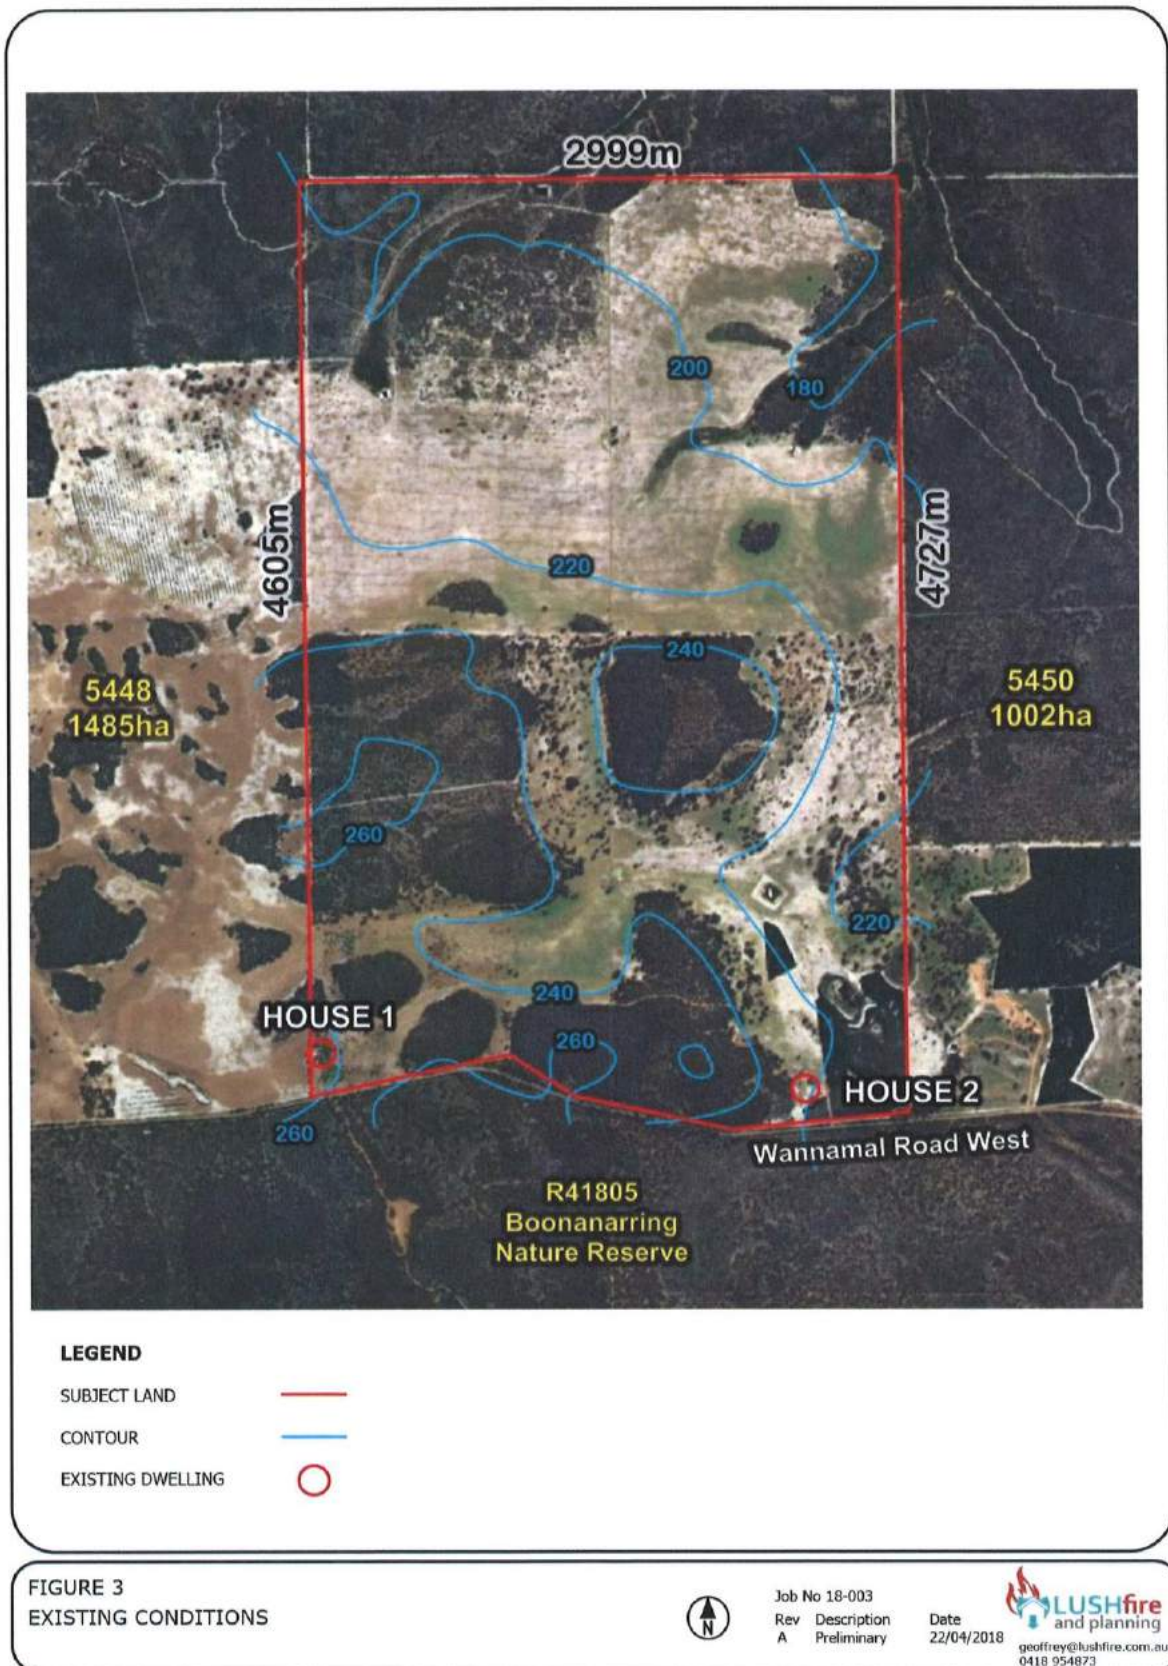 2999m
200
180
4605m
4727m
220
240
5448
1485ha
5450
1002ha
260
220
240
HOUSE 1
260
HOUSE 2
260
Wannamal Road West
R41805
Boonanarring
Nature Reserve
LEGEND
SUBJECT LAND
CONTOUR
EXISTING DWELLING
FIGURE 3
EXISTING CONDITIONS
N
Job No 18-003
Rev Description Date
A Preliminary 22/04/2018
LUSHfire
and planning
geoffrey@lushfire.com.au
0418 954873